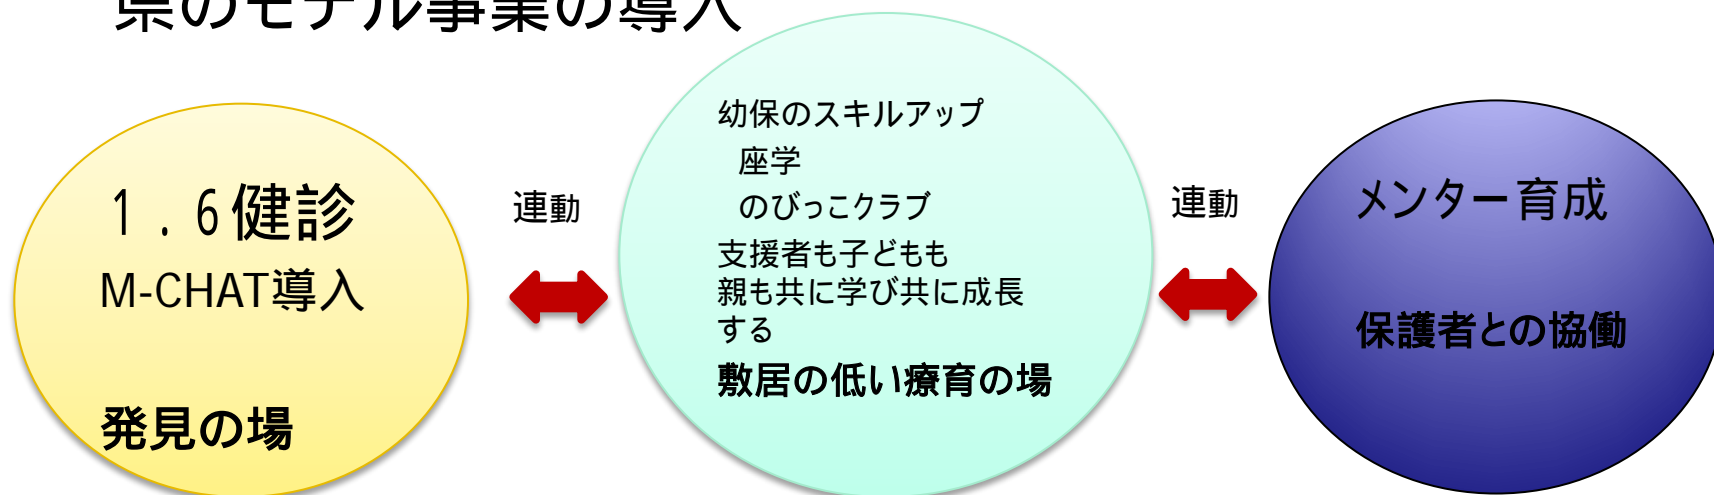 県のモデル事業の導入
1．6健診
M-CHAT導入
発見の場
連動
幼保のスキルアップ
座学
のびっこクラブ
支援者も子どもも
親も共に学び共に成長
する
敷居の低い療育の場
連動
メンター育成
保護者との協働